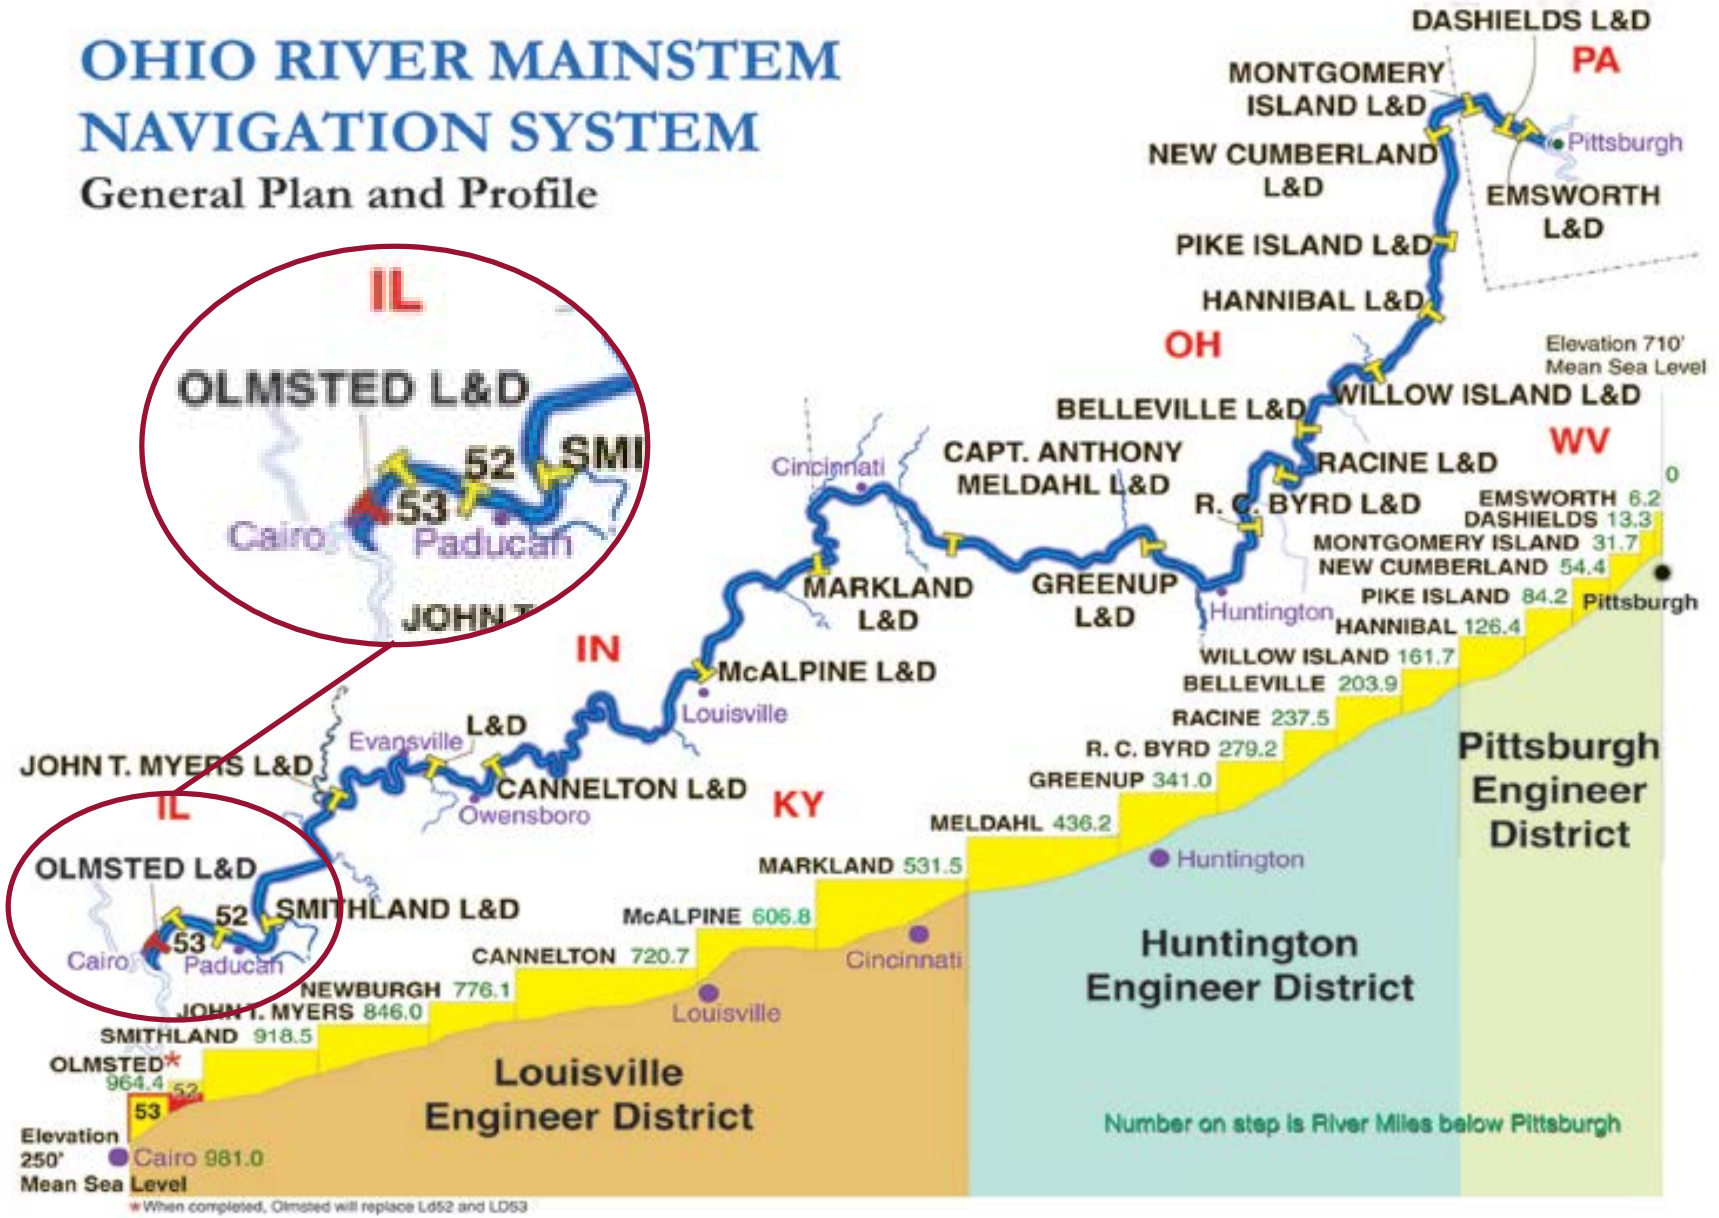 OHIO RIVER MAINSTEM
NAVIGATION SYSTEM
General Plan and Profile
DASHIELDS L&D
PA
MONTGOMERY
ISLAND L&D
Pittsburgh
NEW CUMBERLAND
L&D
EMSWORTH
L&D
PIKE ISLAND L&D
HANNIBAL L&D
OH
Elevation 710'
Mean Sea Level
WILLOW ISLAND L&D
BELLEVILLE L&D
WV
CAPT. ANTHONY
MELDAHL L&D
Cincinnati
RACINE L&D
R. C. BYRD L&D
IL
OLMSTED L&D
52
SMI
53
Cairo
Paducah
JOHN T
MARKLAND
L&D
GREENUP
L&D
Huntington
IN
McALPINE L&D
Louisville
L&D
Evansville
JOHN T. MYERS L&D
CANNELTON L&D
Owensboro
KY
IL
OLMSTED L&D
52
SMITHLAND L&D
53
Cairo
Paducah
0
EMSWORTH 6.2
DASHIELDS 13.3
MONTGOMERY ISLAND 31.7
NEW CUMBERLAND 54.4
PIKE ISLAND 84.2
Pittsburgh
HANNIBAL 126.4
WILLOW ISLAND 161.7
BELLEVILLE 203.9
RACINE 237.5
R. C. BYRD 279.2
GREENUP 341.0
MELDAHL 436.2
MARKLAND 531.5
McALPINE 606.8
CANNELTON 720.7
NEWBURGH 776.1
JOHN T. MYERS 846.0
SMITHLAND 918.5
OLMSTED*
964.4
52
53
Huntington
Cincinnati
Louisville
Pittsburgh
Engineer
District
Huntington
Engineer District
Louisville
Engineer District
Number on step is River Miles below Pittsburgh
Elevation
250'
Mean Sea Level
Cairo 981.0
*When completed, Olmsted will replace Ld52 and LD53